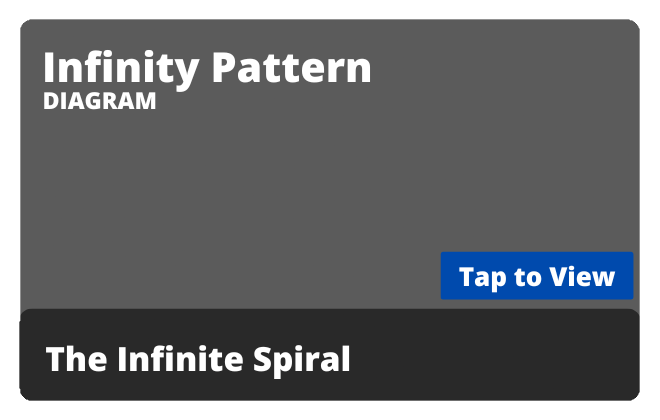 Infinity Pattern
DIAGRAM
Tap to View
The Infinite Spiral